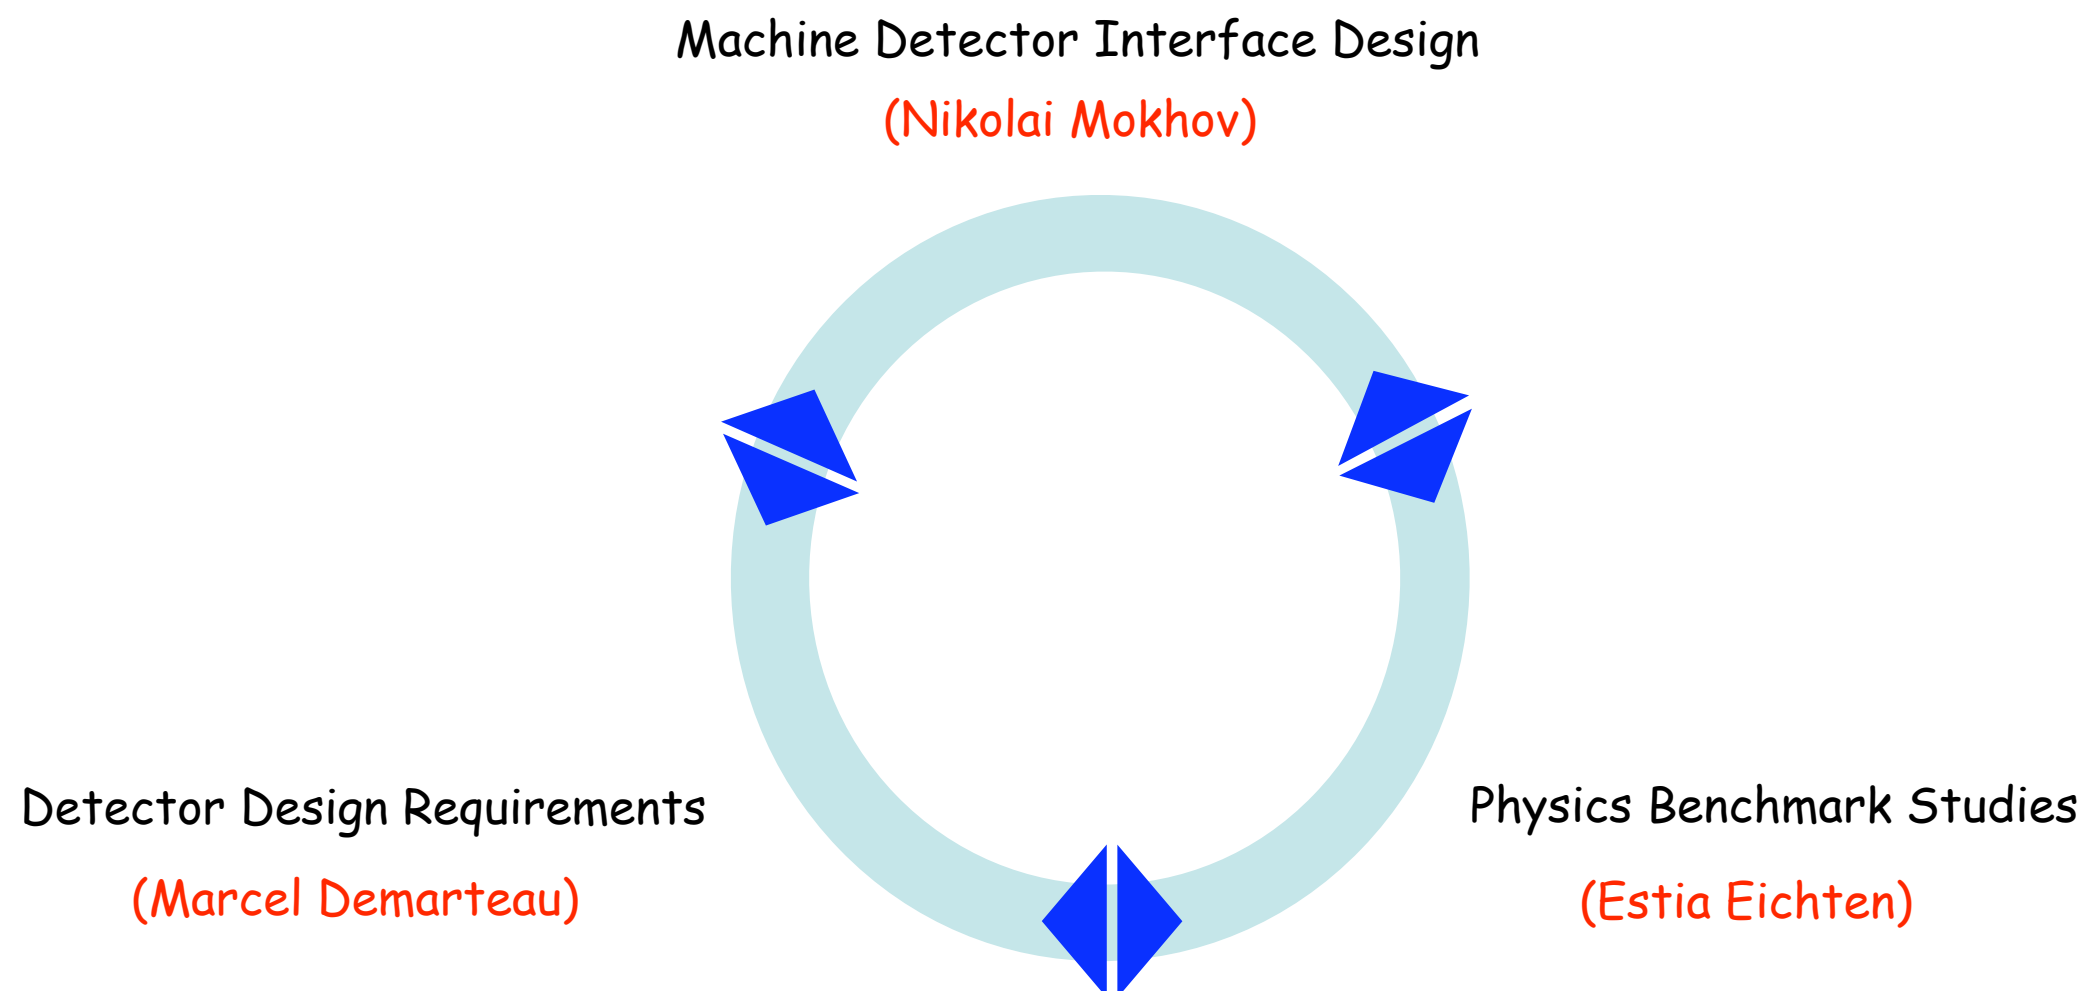 Machine Detector Interface Design
(Nikolai Mokhov)
Detector Design Requirements
(Marcel Demarteau)
Physics Benchmark Studies
(Estia Eichten)